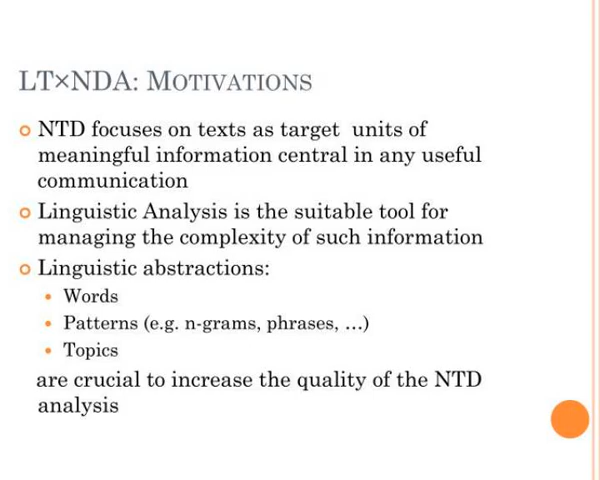 LT×NDA: MOTIVATIONS
NTD focuses on texts as target units of
meaningful information central in any useful
communication
Linguistic Analysis is the suitable tool for
managing the complexity of such information
Linguistic abstractions:
Words
Patterns (e.g. n-grams, phrases, …)
Topics
are crucial to increase the quality of the NTD
analysis